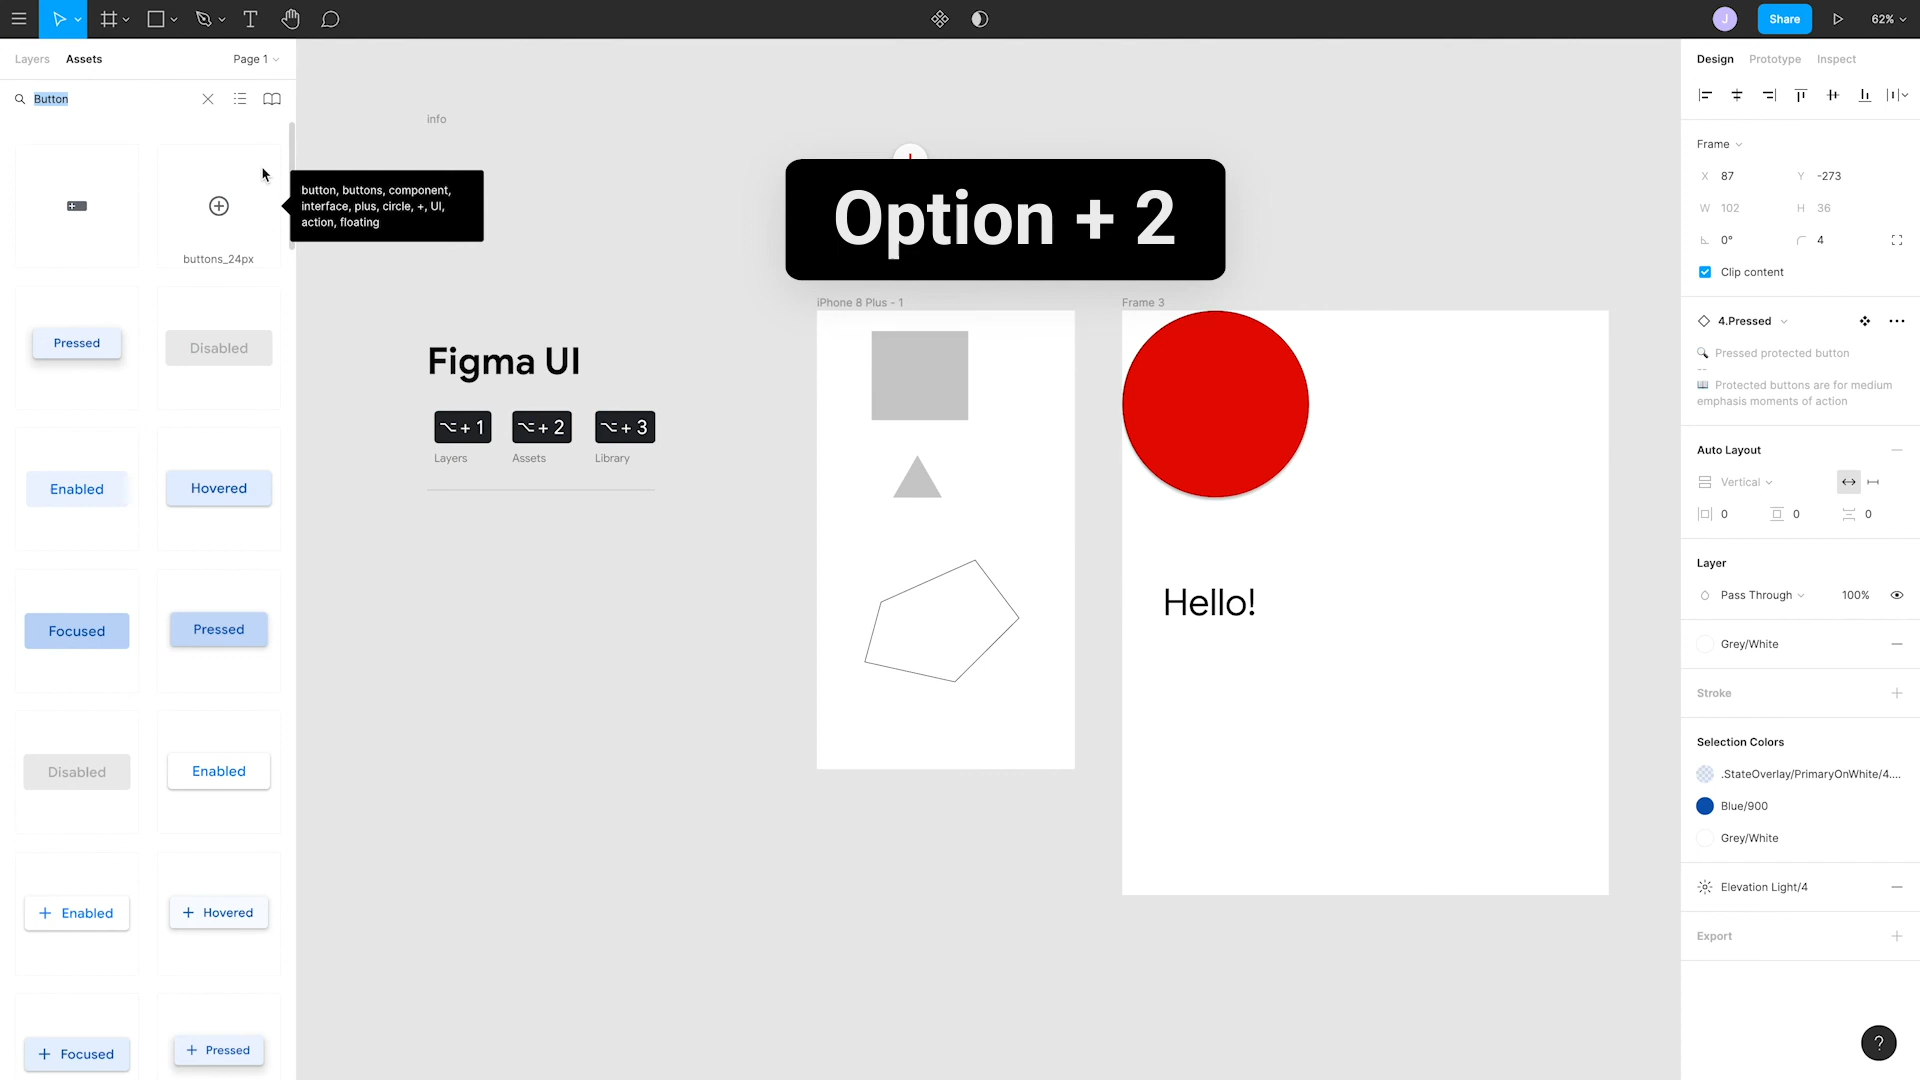 J
Share
62%
Layers
Assets
Page 1
Button
buttons_24px
button, buttons, component,
interface, plus, circle, +, UI,
action, floating
Pressed
Disabled
Enabled
Hovered
Focused
Pressed
Disabled
Enabled
+ Enabled
+ Hovered
+ Focused
+ Pressed
info
Option + 2
Figma UI
⌥+ 1
⌥+ 2
⌥+ 3
Layers
Assets
Library
iPhone 8 Plus - 1
Frame 3
Hello!
Design
Prototype
Inspect
Frame
X 87
Y -273
W 102
H 36
0°
4
Clip content
4.Pressed
Pressed protected button
--
Protected buttons are for medium
emphasis moments of action
Auto Layout
Vertical
0
0
0
Layer
Pass Through
100%
Grey/White
Stroke
Selection Colors
.StateOverlay/PrimaryOnWhite/4....
Blue/900
Grey/White
Elevation Light/4
Export
?